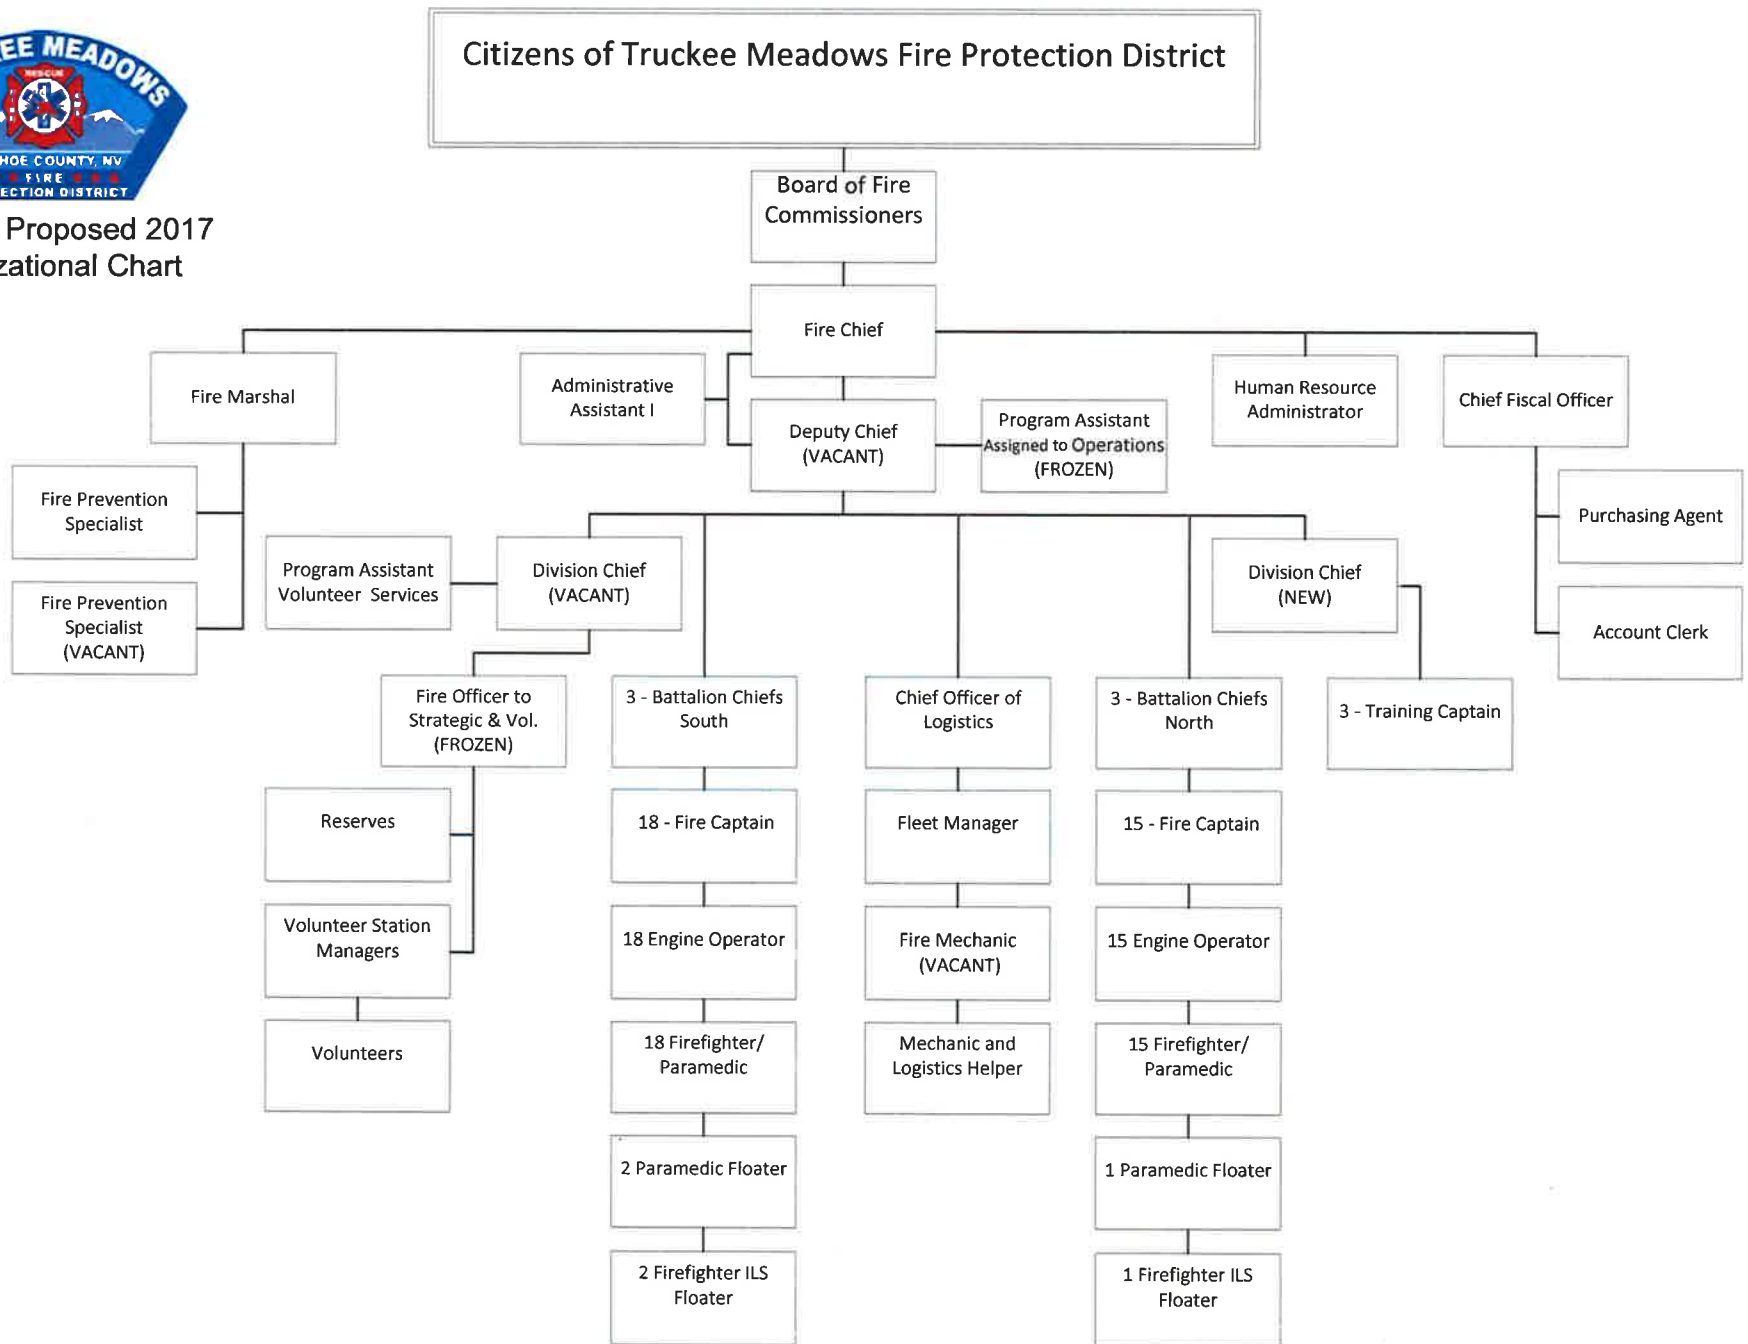 EE MEADOWS
RESCUE
HOE COUNTY, NV
FIRE
ECTION DISTRICT
Proposed 2017
zational Chart
Citizens of Truckee Meadows Fire Protection District
Board of Fire
Commissioners
Fire Chief
Fire Marshal
Administrative
Assistant I
Human Resource
Administrator
Chief Fiscal Officer
Deputy Chief
(VACANT)
Program Assistant
Assigned to Operations
(FROZEN)
Fire Prevention
Specialist
Purchasing Agent
Program Assistant
Volunteer Services
Division Chief
(VACANT)
Division Chief
(NEW)
Fire Prevention
Specialist
(VACANT)
Account Clerk
Fire Officer to
Strategic & Vol.
(FROZEN)
3 - Battalion Chiefs
South
Chief Officer of
Logistics
3 - Battalion Chiefs
North
3 - Training Captain
Reserves
18 - Fire Captain
Fleet Manager
15 - Fire Captain
Volunteer Station
Managers
18 Engine Operator
Fire Mechanic
(VACANT)
15 Engine Operator
Volunteers
18 Firefighter/
Paramedic
Mechanic and
Logistics Helper
15 Firefighter/
Paramedic
2 Paramedic Floater
1 Paramedic Floater
2 Firefighter ILS
Floater
1 Firefighter ILS
Floater